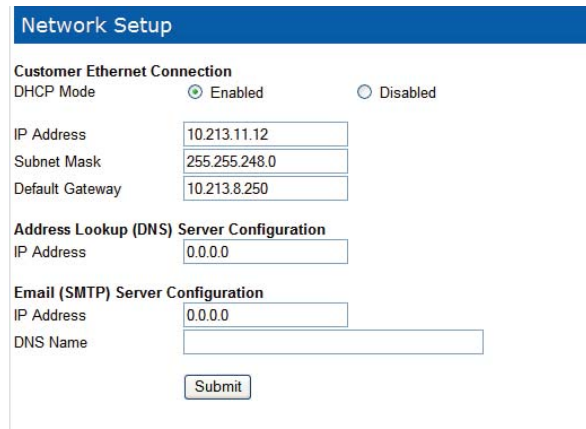 Network Setup
Customer Ethernet Connection
DHCP Mode Enabled Disabled
IP Address 10.213.11.12
Subnet Mask 255.255.248.0
Default Gateway 10.213.8.250
Address Lookup (DNS) Server Configuration
IP Address 0.0.0.0
Email (SMTP) Server Configuration
IP Address 0.0.0.0
DNS Name
Submit